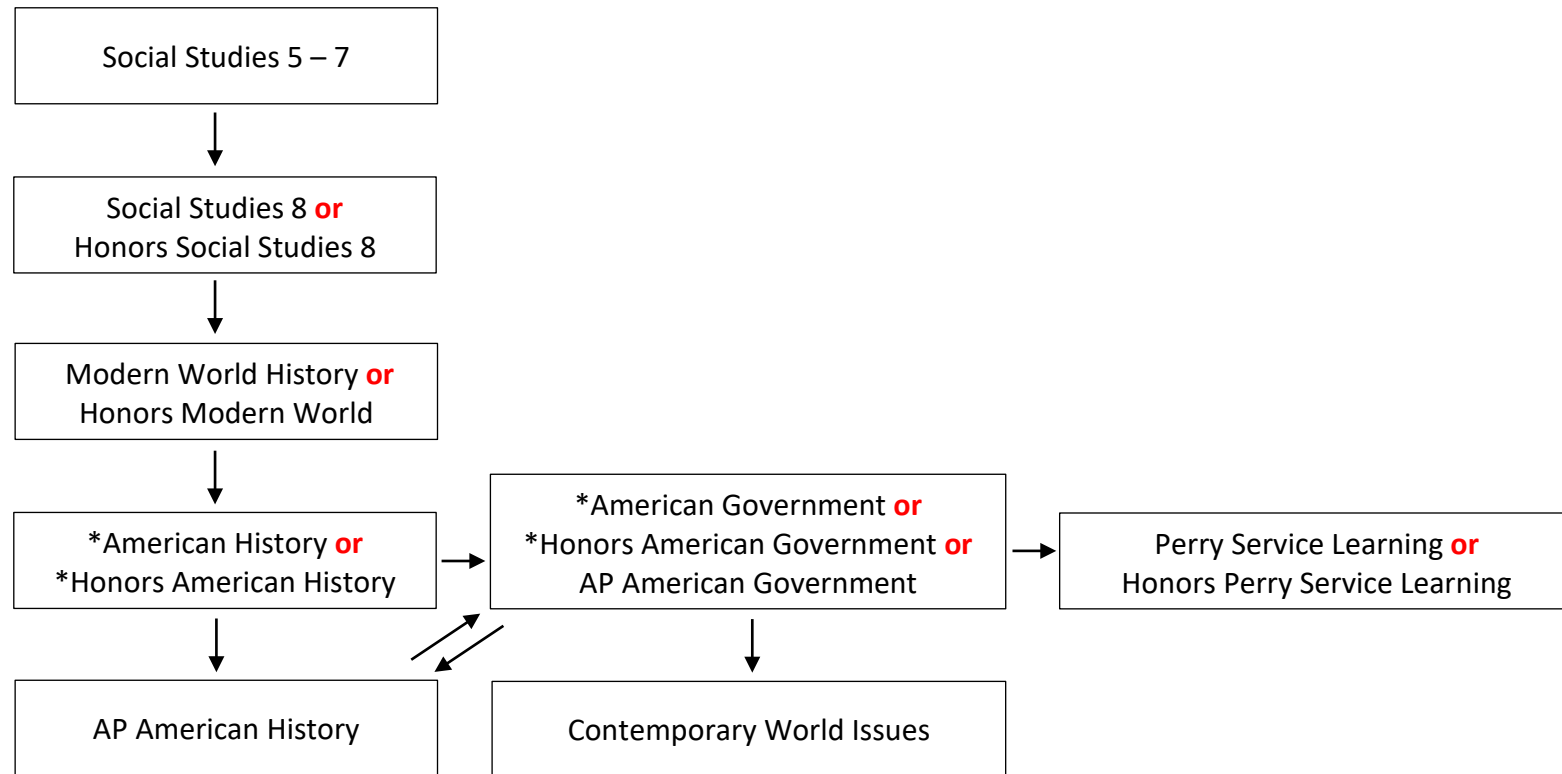 Social Studies 5 – 7
Social Studies 8 or
Honors Social Studies 8
Modern World History or
Honors Modern World
*American History or
*Honors American History
*American Government or
*Honors American Government or
AP American Government
Perry Service Learning or
Honors Perry Service Learning
AP American History
Contemporary World Issues